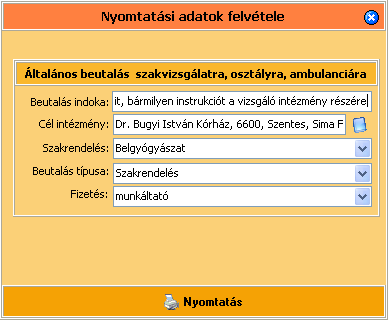 Nyomtatási adatok felvétele
Általános beutalás szakvizsgálatra, osztályra, ambulanciára
Beutalás indoka: it, bármilyen instrukciót a vizsgáló intézmény részére
Cél intézmény: Dr. Bugyi István Kórház, 6600, Szentes, Sima F
Szakrendelés: Belgyógyászat
Beutalás típusa: Szakrendelés
Fizetés: munkáltató
Nyomtatás